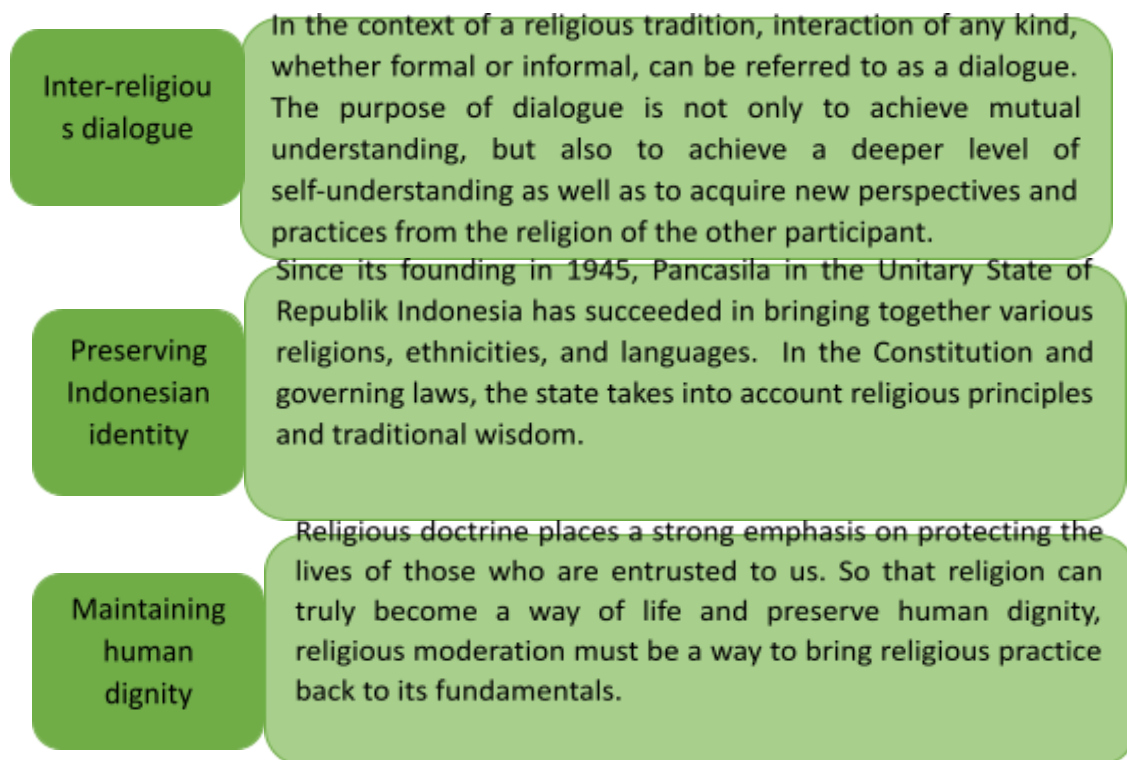 Inter-religiou
s dialogue
In the context of a religious tradition, interaction of any kind,
whether formal or informal, can be referred to as a dialogue.
The purpose of dialogue is not only to achieve mutual
understanding, but also to achieve a deeper level of
self-understanding as well as to acquire new perspectives and
practices from the religion of the other participant.
Preserving
Indonesian
identity
Since its founding in 1945, Pancasila in the Unitary State of
Republik Indonesia has succeeded in bringing together various
religions, ethnicities, and languages.  In the Constitution and
governing laws, the state takes into account religious principles
and traditional wisdom.
Maintaining
human
dignity
Religious doctrine places a strong emphasis on protecting the
lives of those who are entrusted to us. So that religion can
truly become a way of life and preserve human dignity,
religious moderation must be a way to bring religious practice
back to its fundamentals.